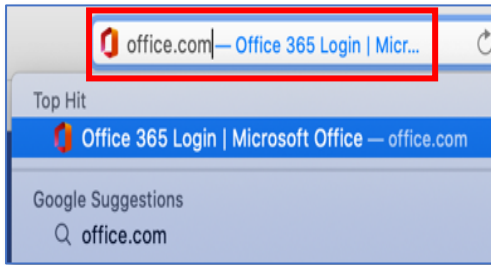 office.com — Office 365 Login | Micr...
Top Hit
Office 365 Login | Microsoft Office — office.com
Google Suggestions
office.com